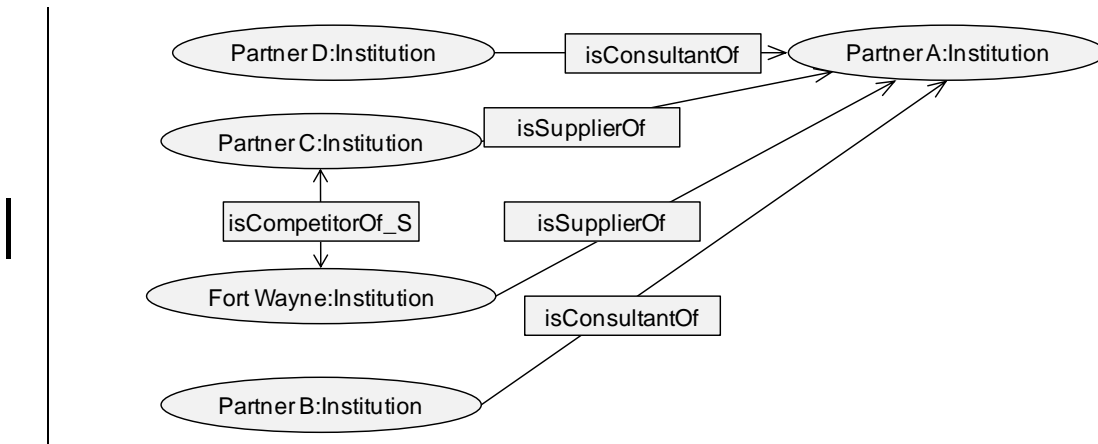 Partner D:Institution
isConsultantOf
Partner A:Institution
Partner C:Institution
isSupplierOf
isCompetitorOf_S
isSupplierOf
Fort Wayne:Institution
isConsultantOf
Partner B:Institution